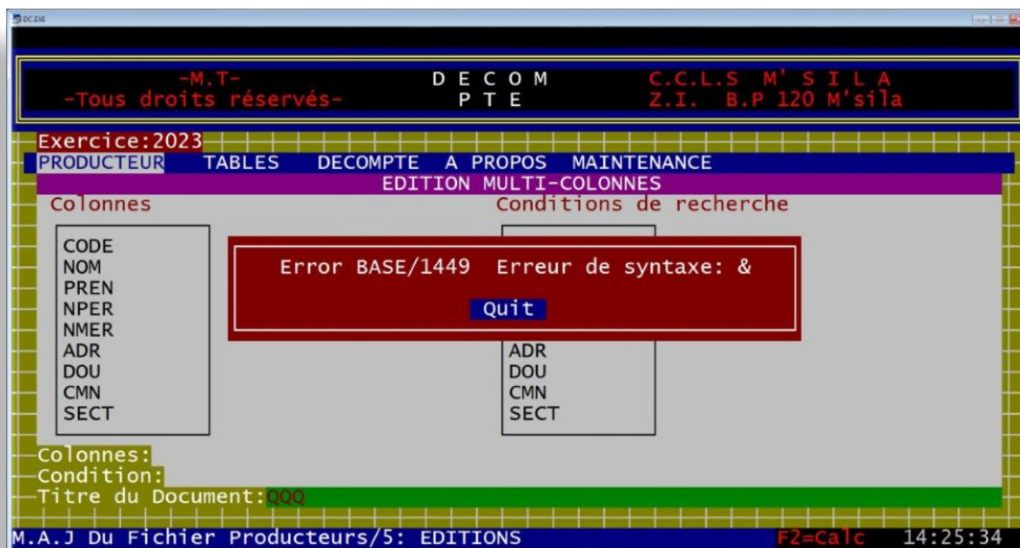 DC.EXE
-M.T- D E C O M C.C.L.S M'S I L A
-Tous droits réservés- P T E Z.I. B.P 120 M'sila
Exercice:2023
PRODUCTEUR TABLES DECOMPTE A PROPOS MAINTENANCE
EDITION MULTI-COLONNES
Colonnes Conditions de recherche
CODE
NOM Error BASE/1449 Erreur de syntaxe: &
PREN
NPER Quit
NMER
ADR ADR
DOU DOU
CMN CMN
SECT SECT
Colonnes:
Condition:
Titre du Document:QQQ
M.A.J Du Fichier Producteurs/5: EDITIONS F2=Calc 14:25:34